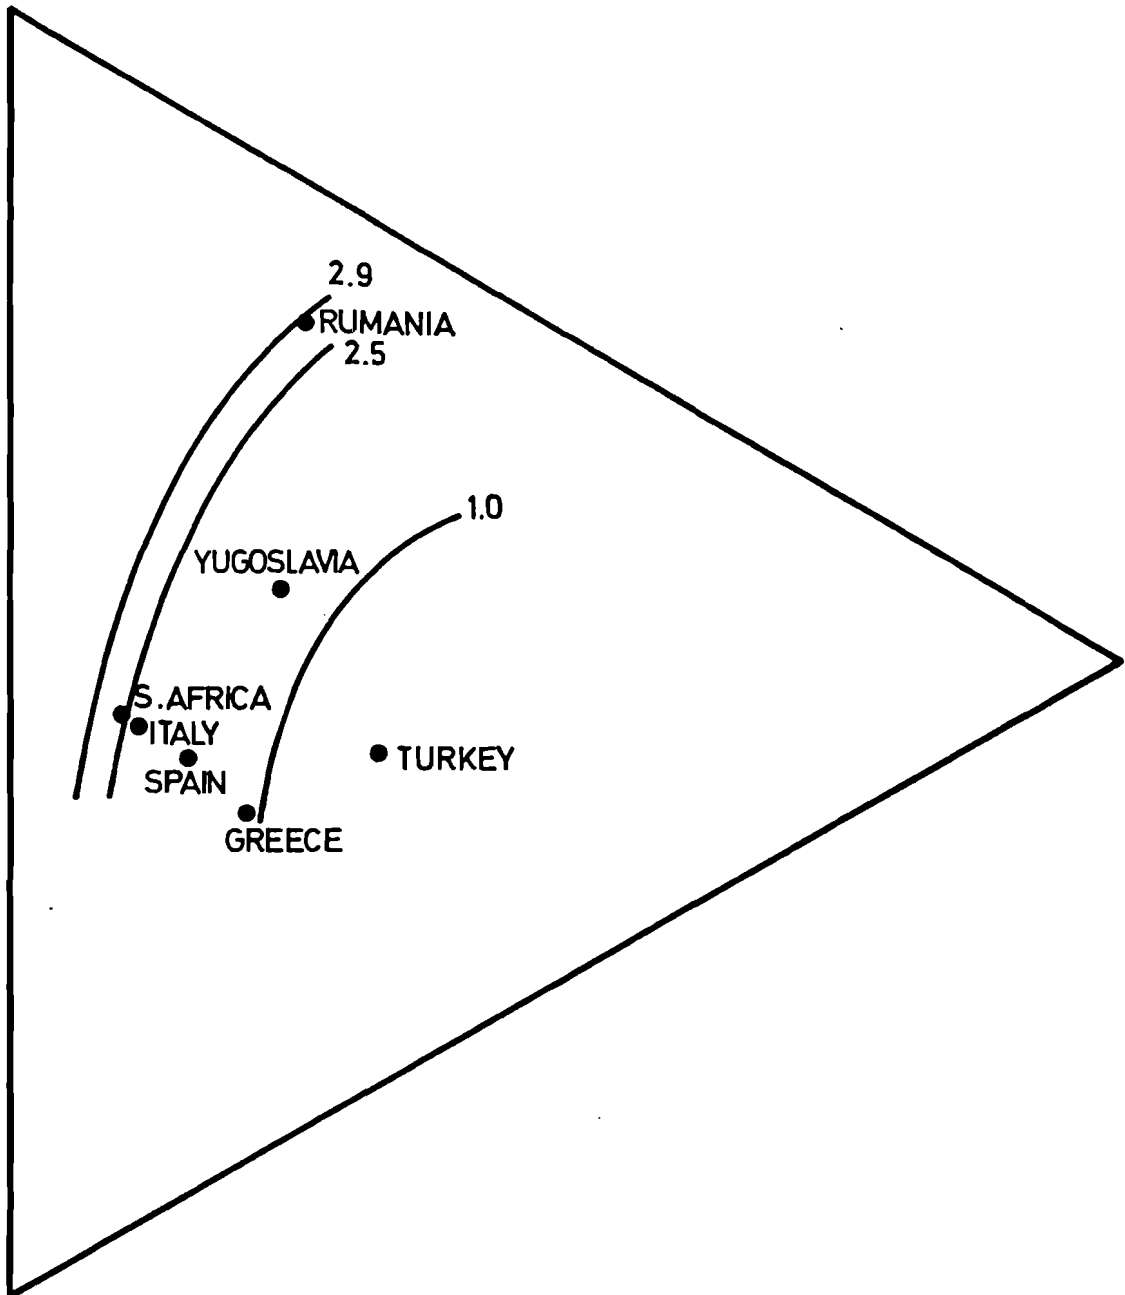 2.9
RUMANIA
2.5
1.0
YUGOSLAVIA
S.AFRICA
ITALY
SPAIN
TURKEY
GREECE